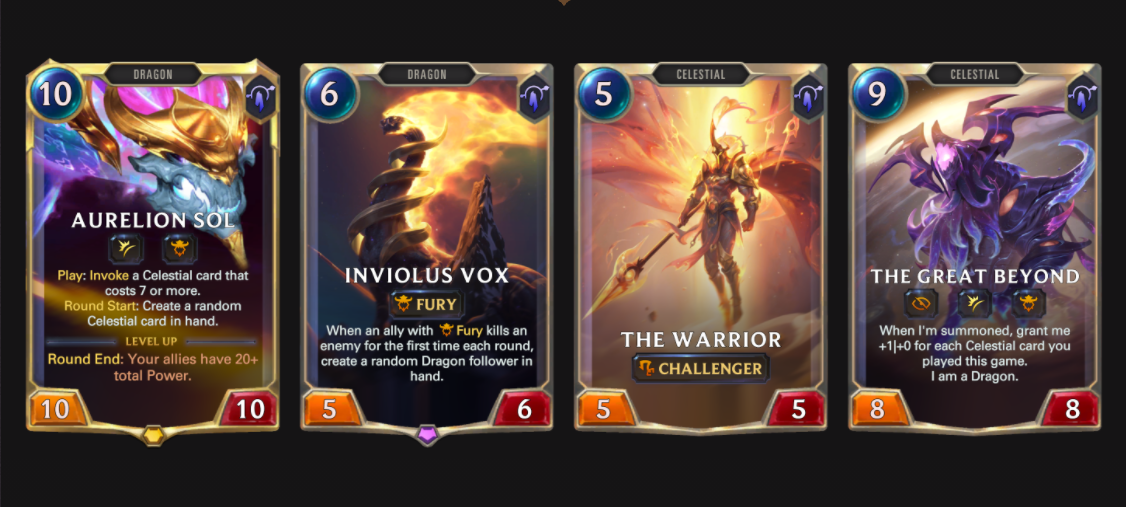 DRAGON
10
AURELION SOL
Play: Invoke a Celestial card that
costs 7 or more.
Round Start: Create a random
Celestial card in hand.
LEVEL UP
Round End: Your allies have 20+
total Power.
10
10
DRAGON
6
INVIOLUS VOX
FURY
When an ally with Fury kills an
enemy for the first time each round,
create a random Dragon follower in
hand.
5
6
CELESTIAL
5
THE WARRIOR
CHALLENGER
5
5
CELESTIAL
9
THE GREAT BEYOND
When I'm summoned, grant me
+1|+0 for each Celestial card you
played this game.
I am a Dragon.
8
8